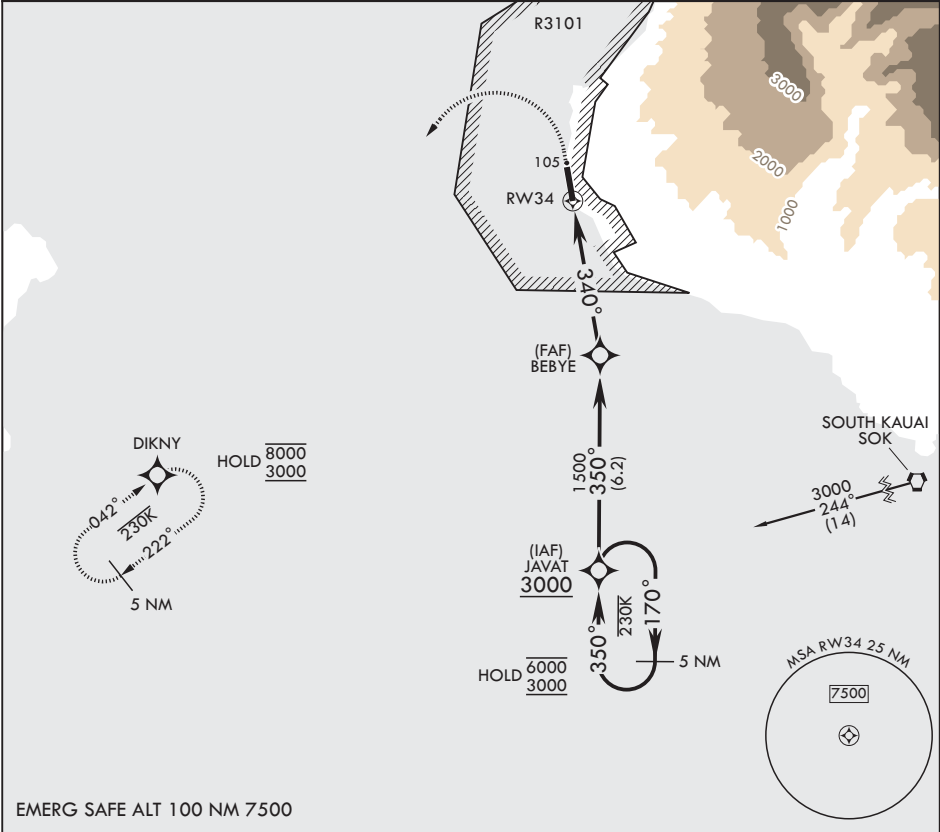 R3101
3000
2000
1000
105
RW34
340°
(FAF)
BEBYE
SOUTH KAUAI
SOK
DIKNY
HOLD 8000
3000
1500
350°
(6.2)
3000
244°
(14)
042°
230K
222°
5 NM
(IAF)
JAVAT
3000
230K
170°
350°
5 NM
HOLD 6000
3000
MSA RW34 25 NM
7500
EMERG SAFE ALT 100 NM 7500